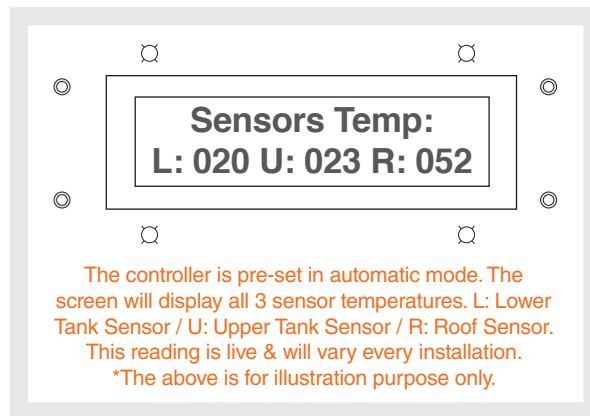 Sensors Temp:
L: 020 U: 023 R: 052
The controller is pre-set in automatic mode. The
screen will display all 3 sensor temperatures. L: Lower
Tank Sensor / U: Upper Tank Sensor / R: Roof Sensor.
This reading is live & will vary every installation.
*The above is for illustration purpose only.